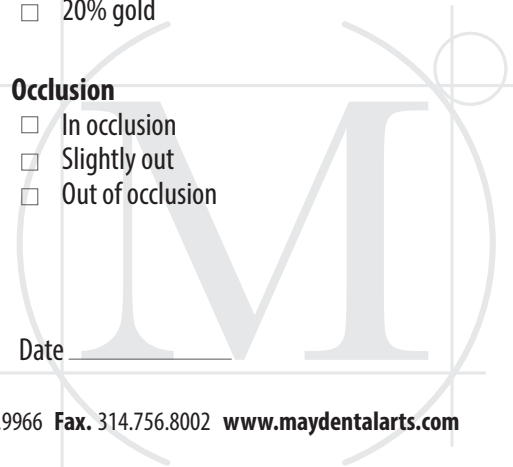 20% gold
Occlusion
In occlusion
Slightly out
Out of occlusion
M
Date
.9966 Fax. 314.756.8002 www.maydentalarts.com